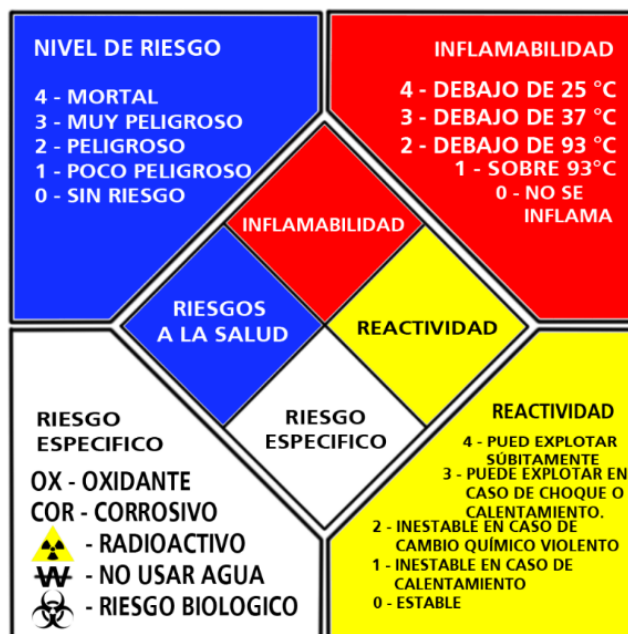 NIVEL DE RIESGO
4 - MORTAL
3 - MUY PELIGROSO
2 - PELIGROSO
1 - POCO PELIGROSO
0 - SIN RIESGO
INFLAMABILIDAD
4 - DEBAJO DE 25 °C
3 - DEBAJO DE 37 °C
2 - DEBAJO DE 93 °C
1 - SOBRE 93°C
0 - NO SE
INFLAMA
INFLAMABILIDAD
RIESGOS
A LA SALUD
REACTIVIDAD
RIESGO
ESPECIFICO
RIESGO
ESPECIFICO
OX - OXIDANTE
COR - CORROSIVO
- RADIOACTIVO
W - NO USAR AGUA
- RIESGO BIOLOGICO
REACTIVIDAD
4 - PUED EXPLOTAR
SÚBITAMENTE
3 - PUEDE EXPLOTAR EN
CASO DE CHOQUE O
CALENTAMIENTO.
2 - INESTABLE EN CASO DE
CAMBIO QUÍMICO VIOLENTO
1 - INESTABLE EN CASO DE
CALENTAMIENTO
0 - ESTABLE